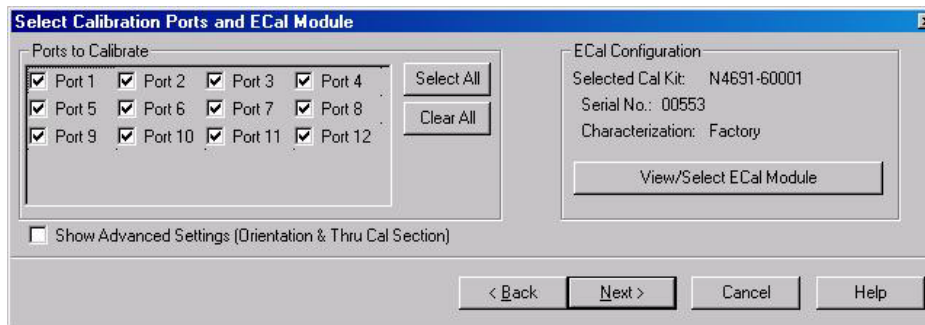 Select Calibration Ports and ECal Module
Ports to Calibrate
Port 1 Port 2 Port 3 Port 4
Port 5 Port 6 Port 7 Port 8
Port 9 Port 10 Port 11 Port 12
Select All
Clear All
ECal Configuration
Selected Cal Kit: N4691-60001
Serial No.: 00553
Characterization: Factory
View/Select ECal Module
Show Advanced Settings (Orientation & Thru Cal Section)
< Back
Next >
Cancel
Help